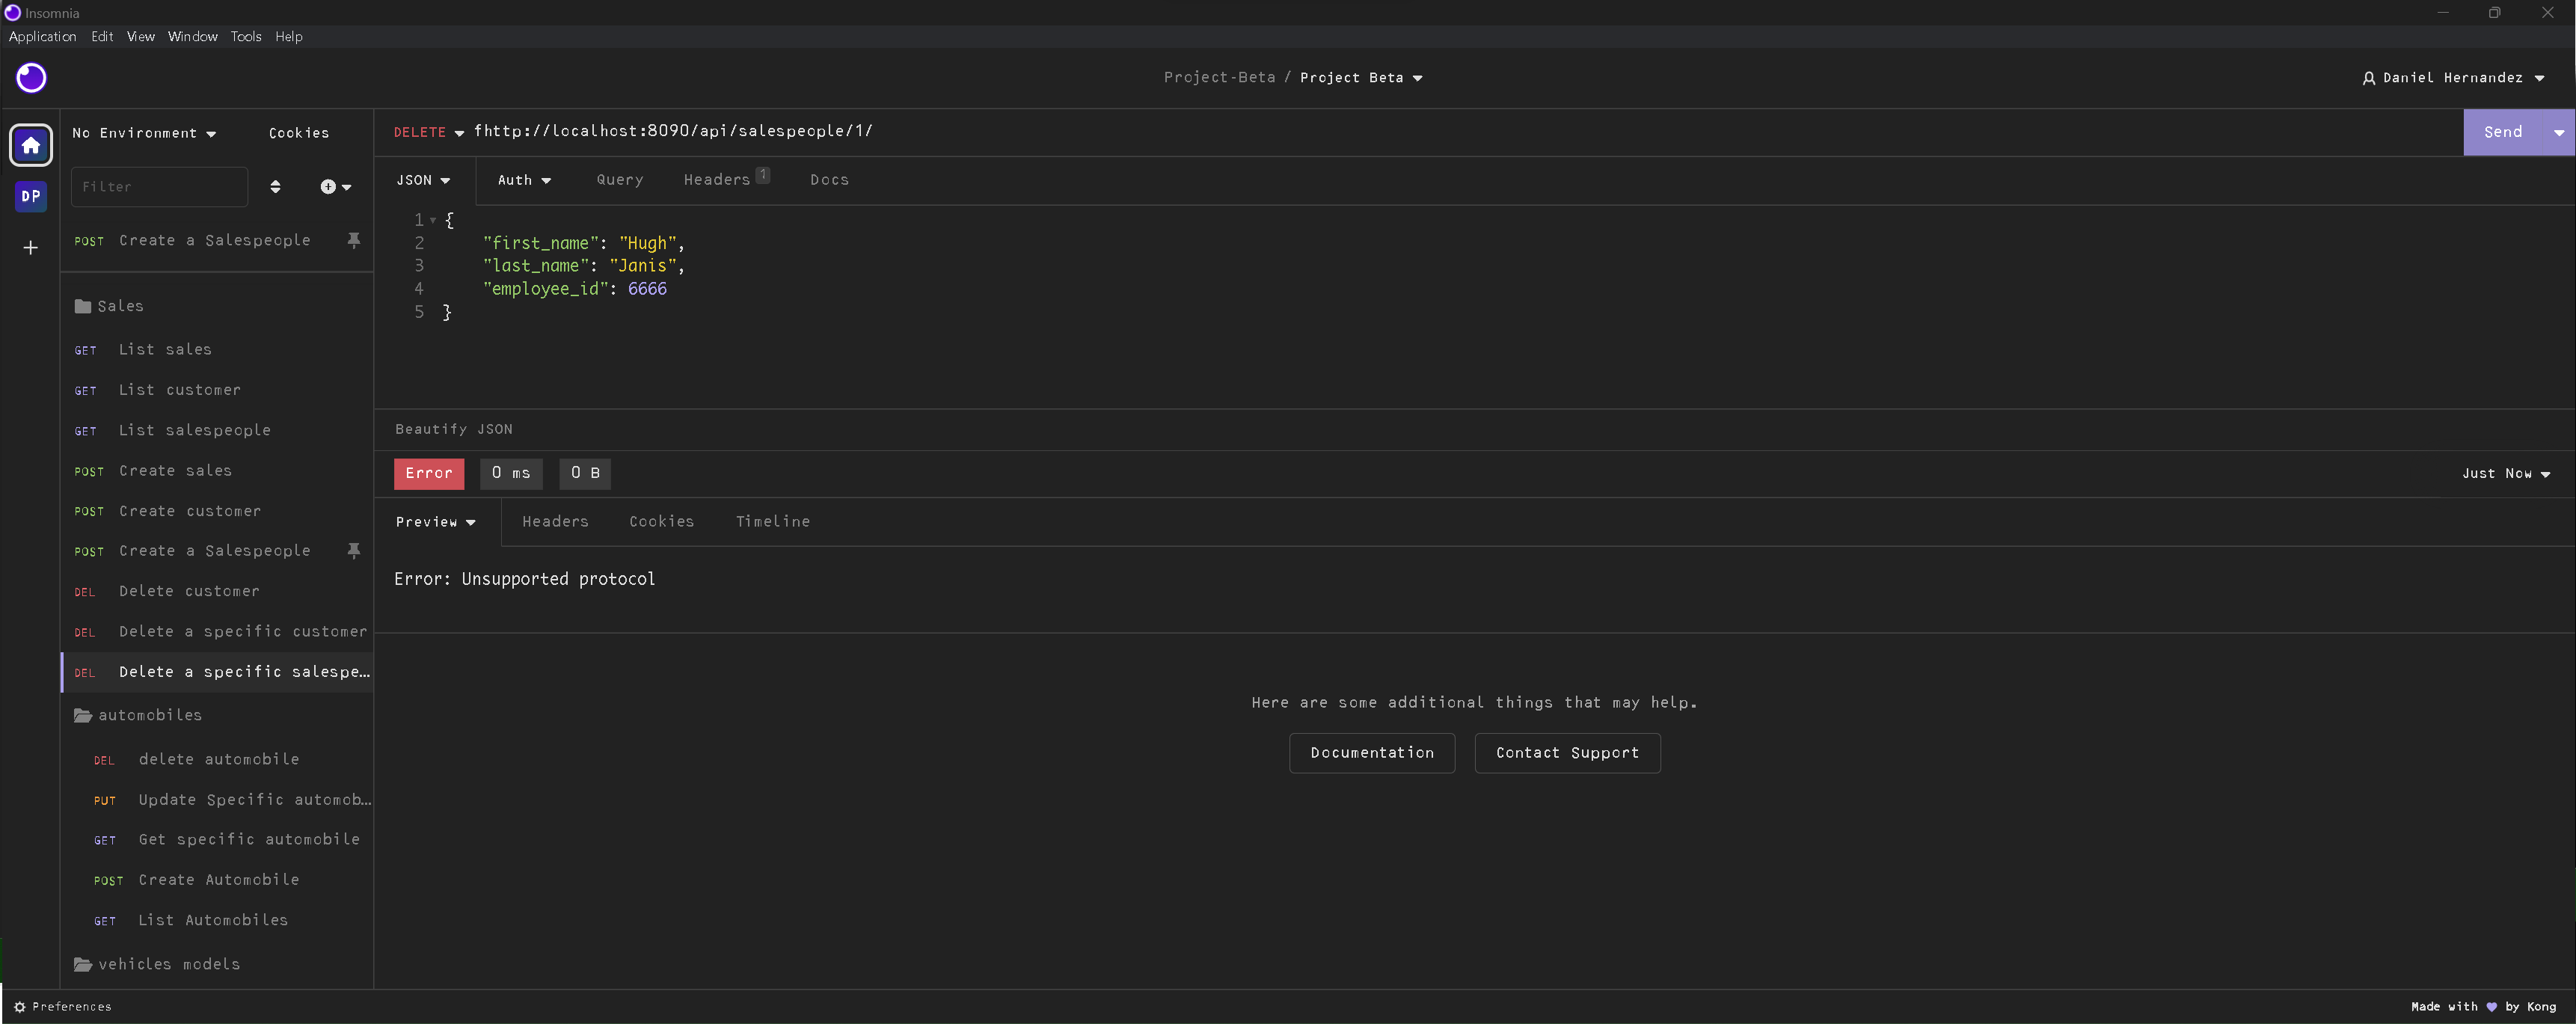 Insomnia
Application Edit View Window Tools Help
Project-Beta / Project Beta
Daniel Hernandez
No Environment
Cookies
DELETE fhttp://localhost:8090/api/salespeople/1/
Send
DP
Filter
JSON Auth Query Headers 1 Docs
POST Create a Salespeople
1 {
2 "first_name": "Hugh",
3 "last_name": "Janis",
4 "employee_id": 6666
5 }
Sales
GET List sales
GET List customer
GET List salespeople
POST Create sales
POST Create customer
POST Create a Salespeople
DEL Delete customer
DEL Delete a specific customer
DEL Delete a specific salespe...
automobiles
DEL delete automobile
PUT Update Specific automob...
GET Get specific automobile
POST Create Automobile
GET List Automobiles
vehicles models
Beautify JSON
Error 0 ms 0 B
Just Now
Preview Headers Cookies Timeline
Error: Unsupported protocol
Here are some additional things that may help.
Documentation
Contact Support
Preferences
Made with 💜 by Kong